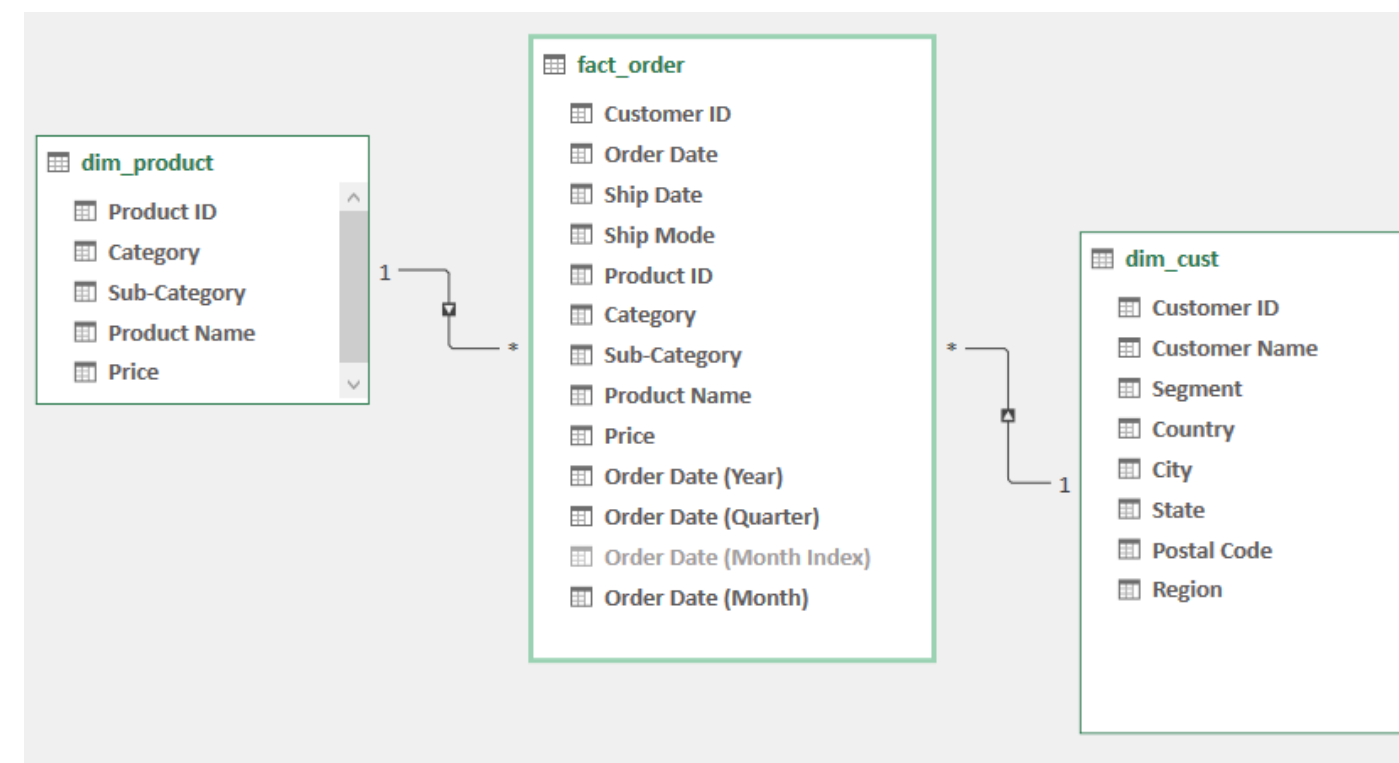 dim_product
Product ID
Category
Sub-Category
Product Name
Price
1
*
fact_order
Customer ID
Order Date
Ship Date
Ship Mode
Product ID
Category
Sub-Category
Product Name
Price
Order Date (Year)
Order Date (Quarter)
Order Date (Month Index)
Order Date (Month)
*
1
dim_cust
Customer ID
Customer Name
Segment
Country
City
State
Postal Code
Region